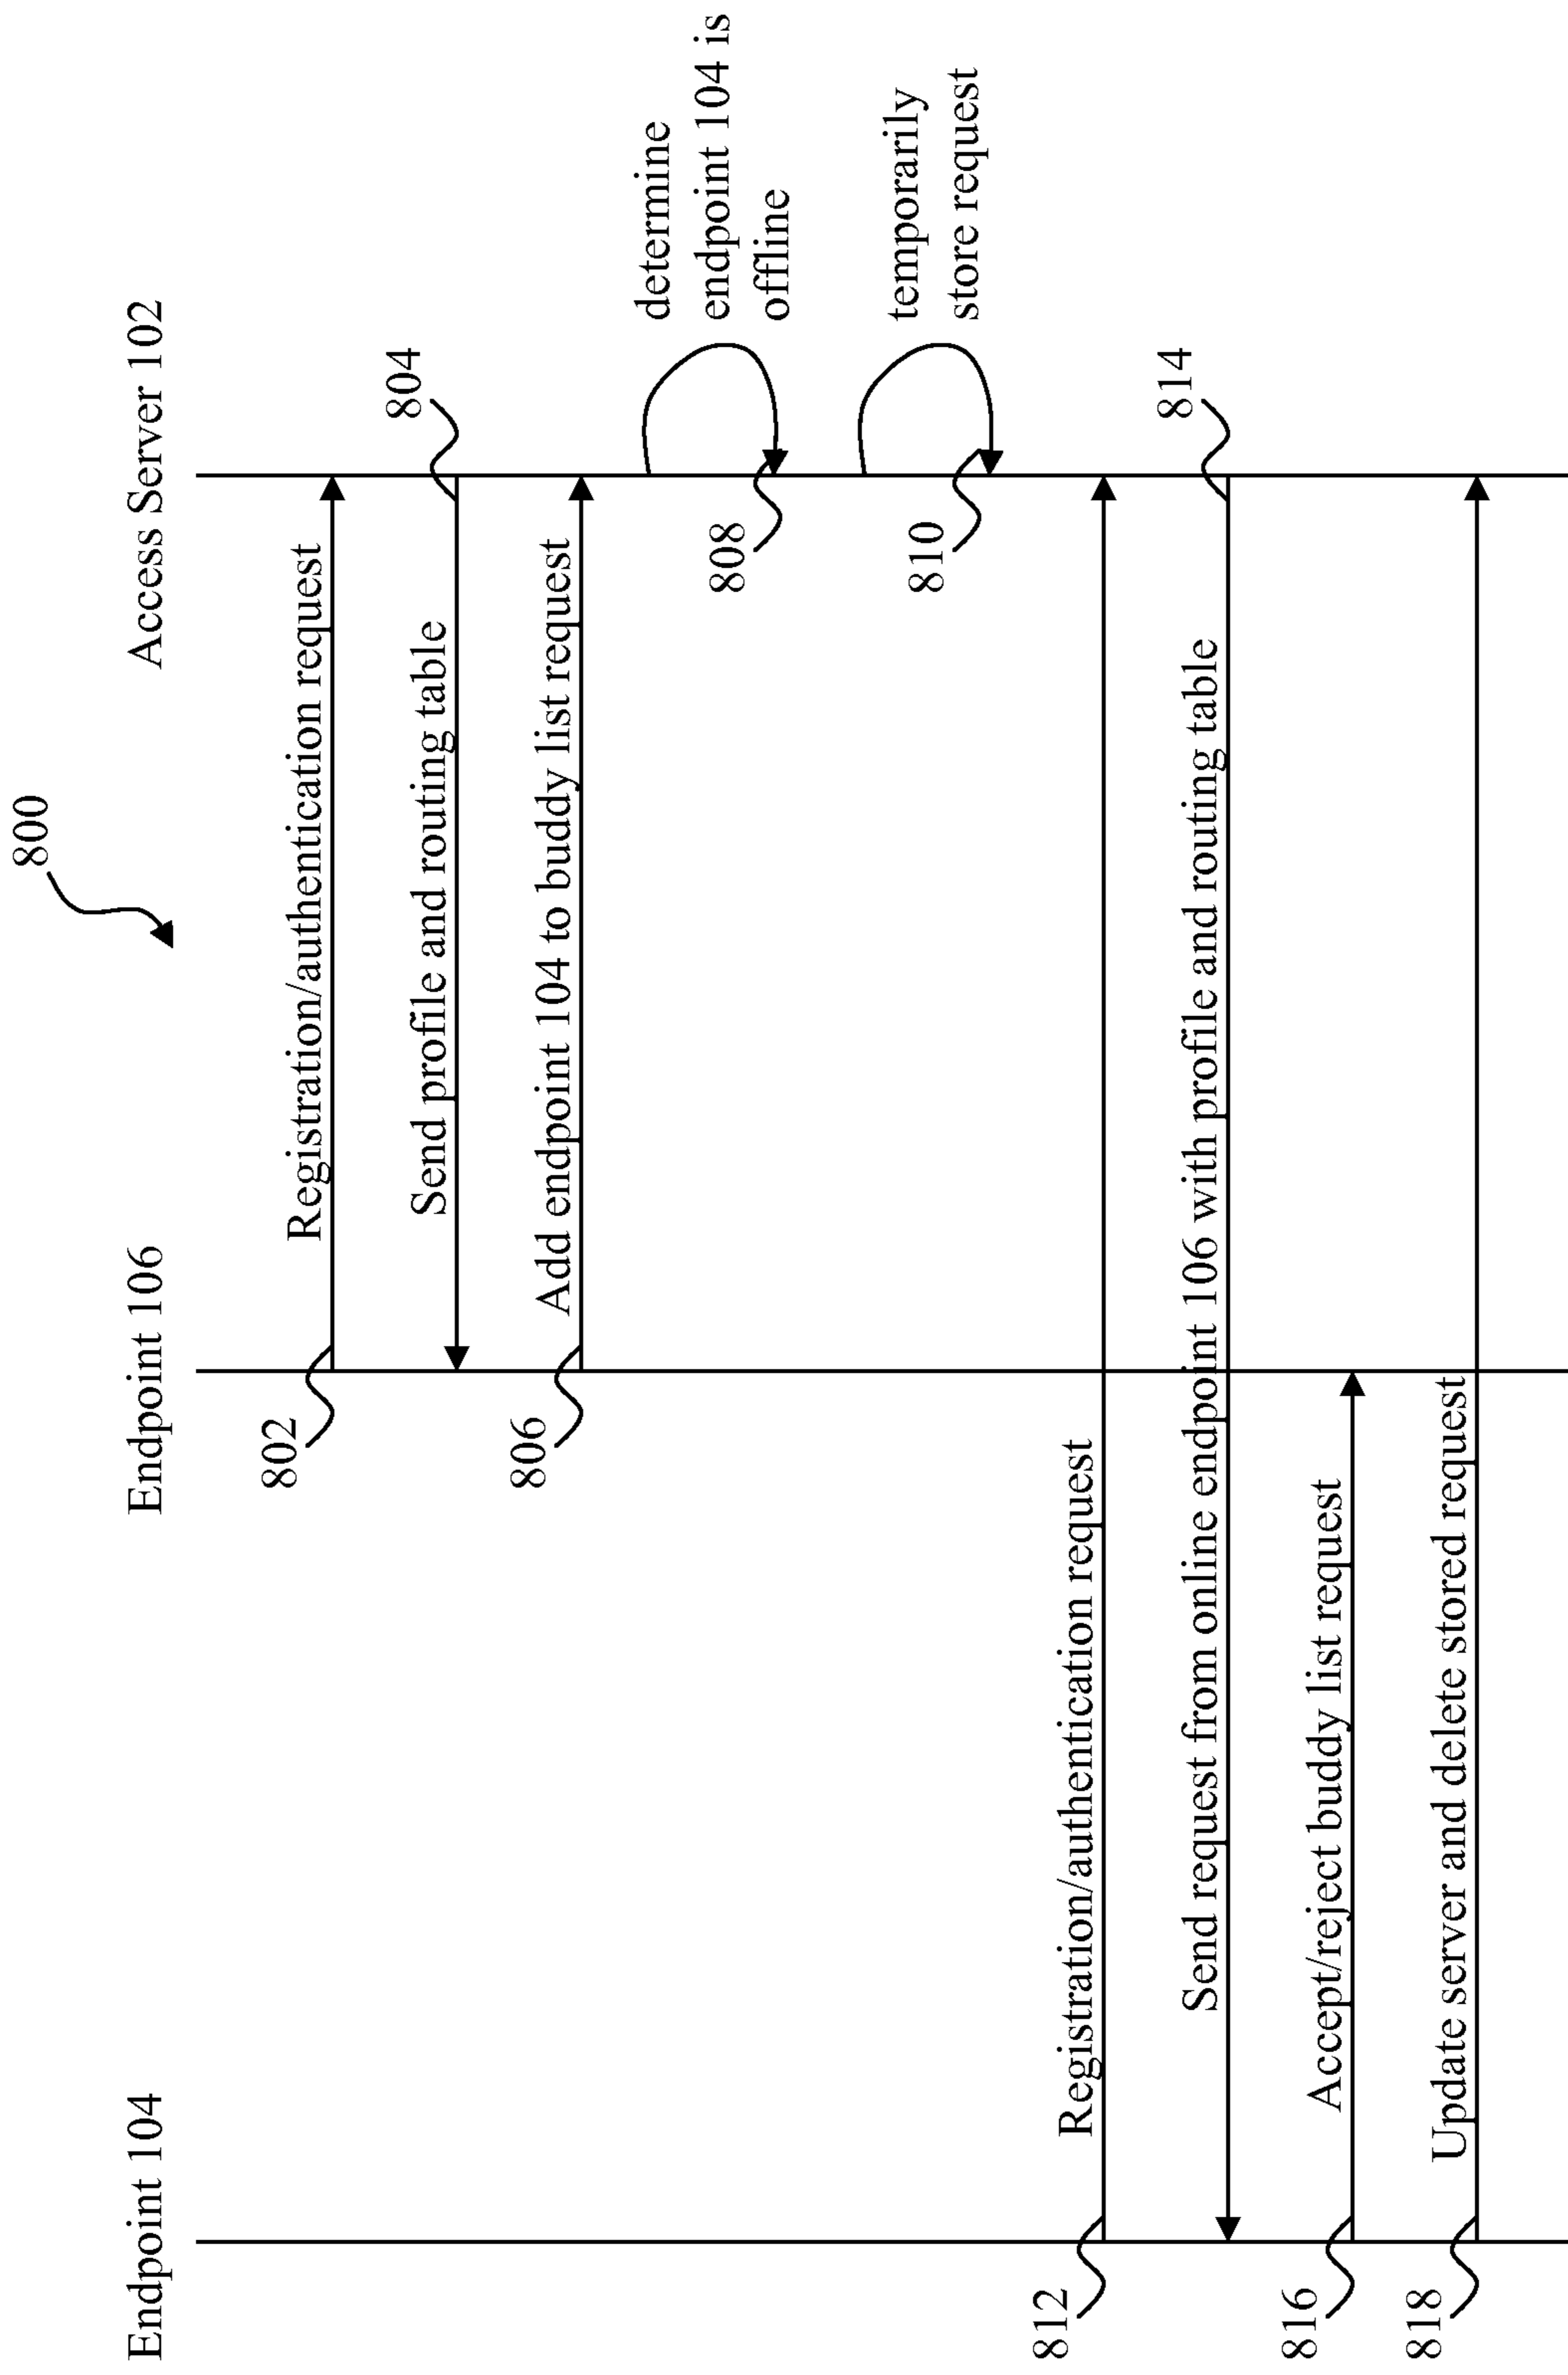 800
Endpoint 104
Endpoint 106
Access Server 102
802
Registration/authentication request
804
Send profile and routing table
806
Add endpoint 104 to buddy list request
determine
endpoint 104 is
offline
808
temporarily
store request
810
812
Registration/authentication request
814
Send request from online endpoint 106 with profile and routing table
816
Accept/reject buddy list request
818
Update server and delete stored request